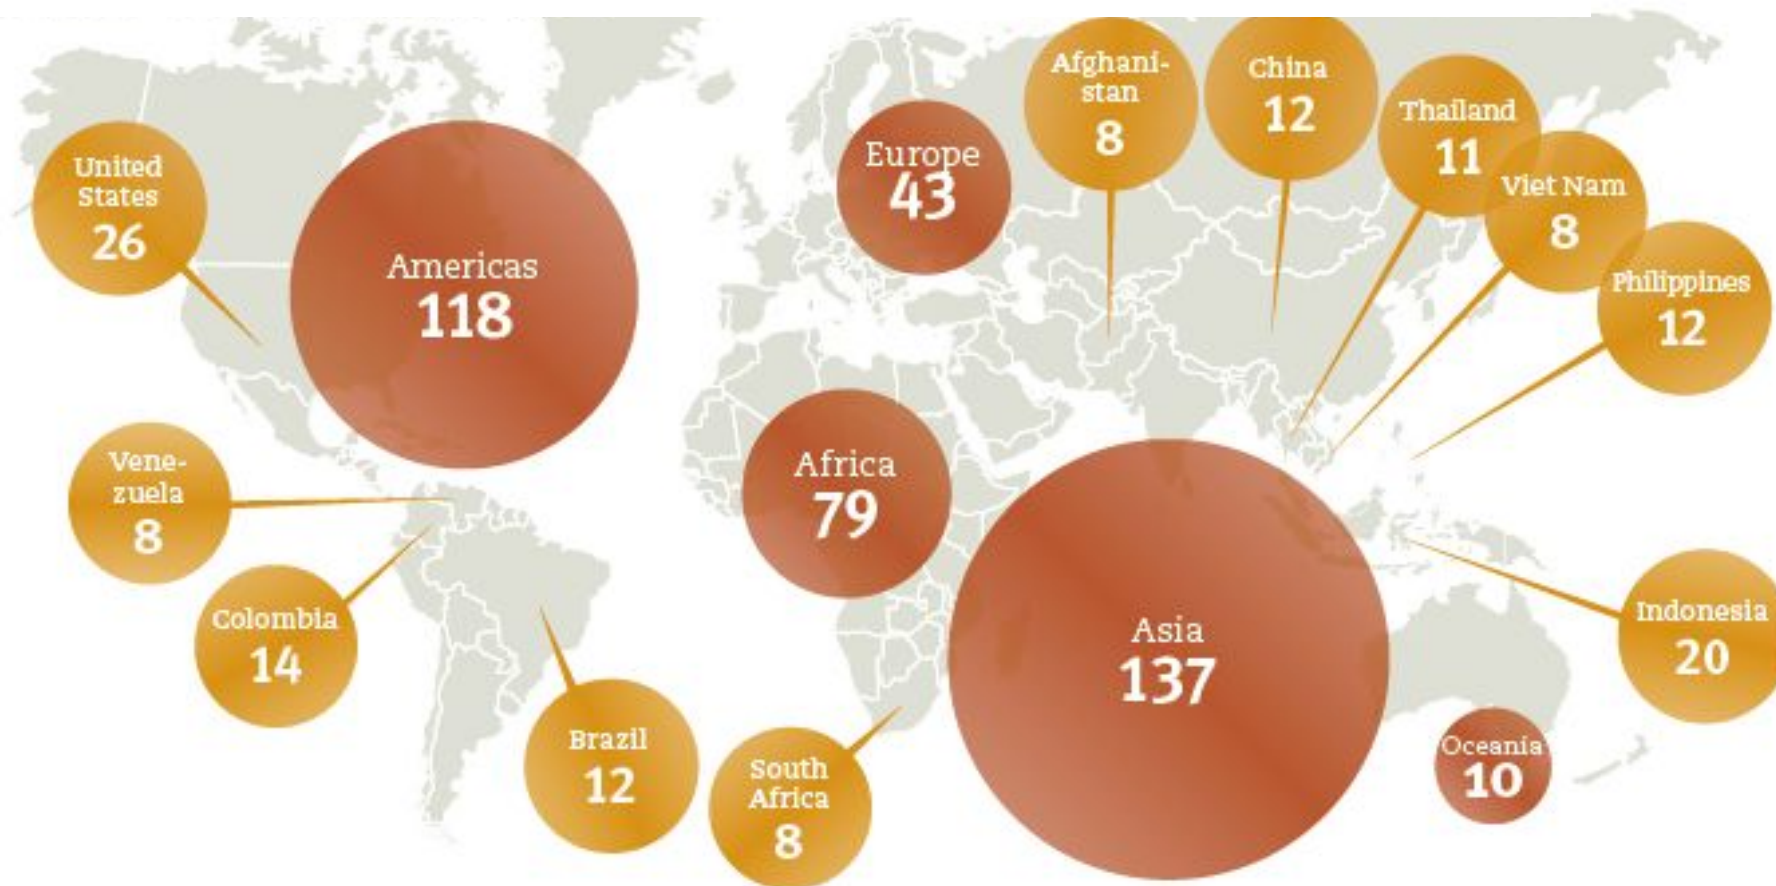 Afghani-
stan
8
China
12
Thailand
11
Viet Nam
8
Philippines
12
United
States
26
Americas
118
Europe
43
Africa
79
Vene-
zuela
8
Colombia
14
Brazil
12
South
Africa
8
Asia
137
Indonesia
20
Oceania
10